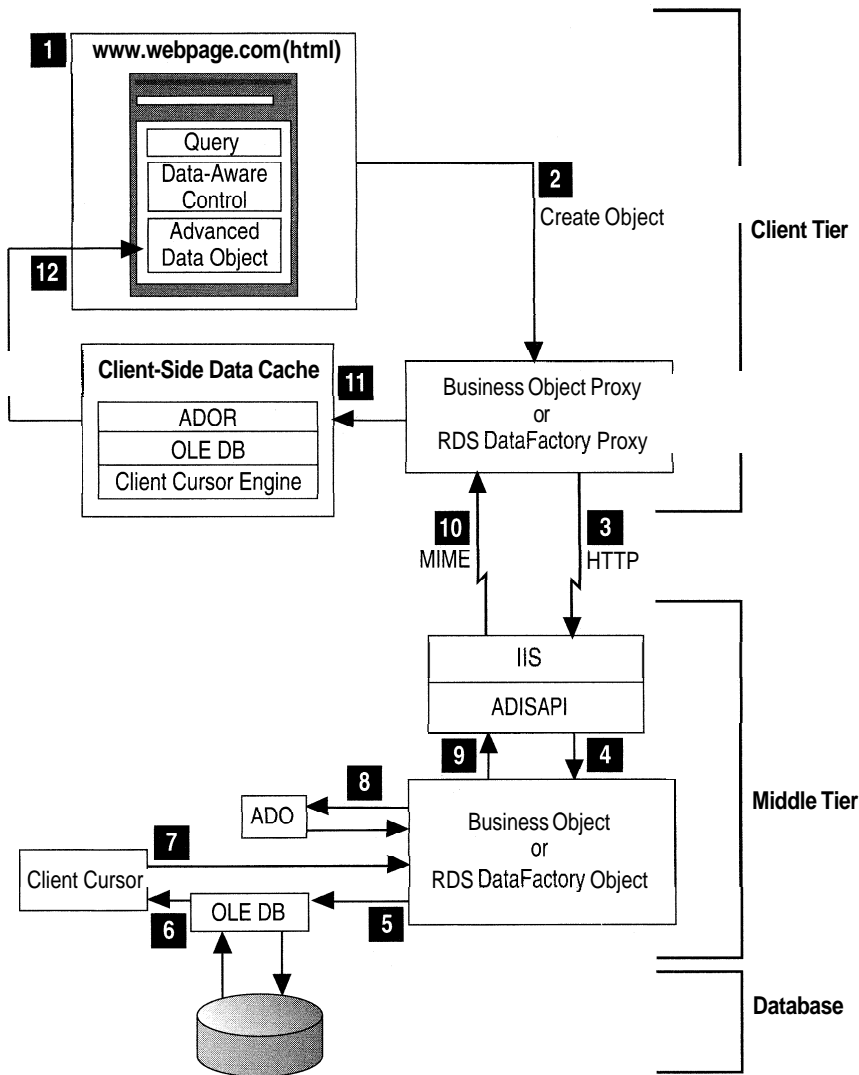 1
www.webpage.com(html)
Query
Data-Aware
Control
Advanced
Data Object
2
Create Object
Client Tier
12
Client-Side Data Cache
ADOR
OLE DB
Client Cursor Engine
11
Business Object Proxy
or
RDS DataFactory Proxy
10
MIME
3
HTTP
IIS
ADISAPI
9
4
8
ADO
Business Object
or
RDS DataFactory Object
Middle Tier
7
Client Cursor
6
OLE DB
5
Database